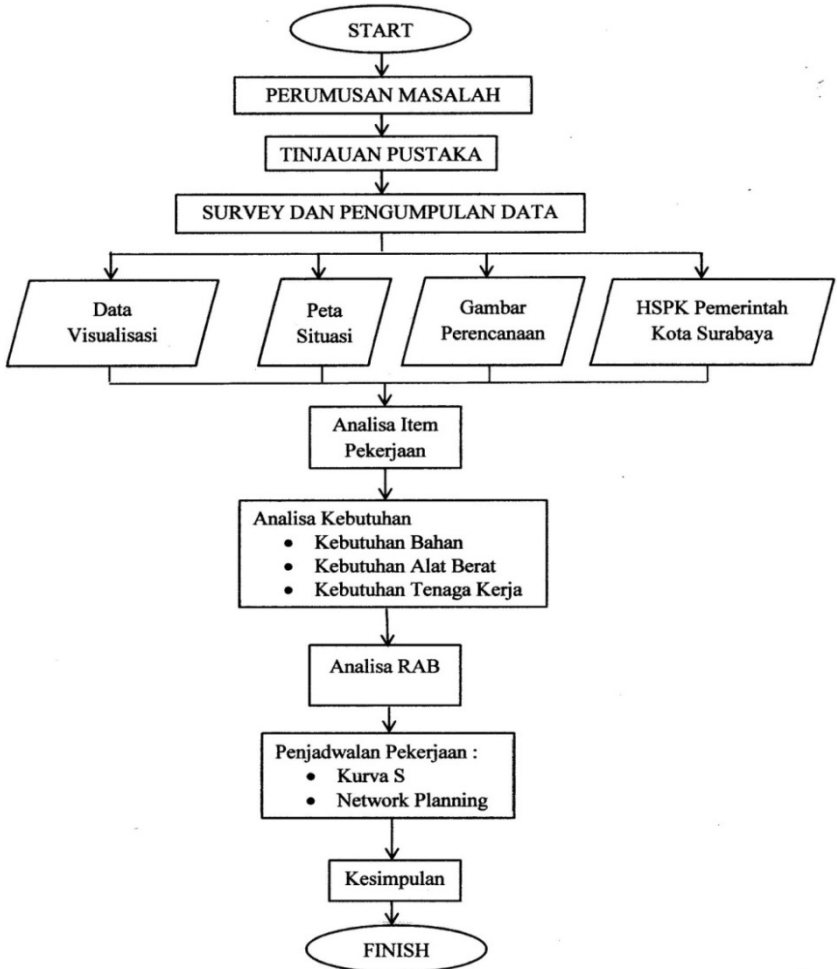 START
PERUMUSAN MASALAH
TINJAUAN PUSTAKA
SURVEY DAN PENGUMPULAN DATA
Data
Visualisasi
Peta
Situasi
Gambar
Perencanaan
HSPK Pemerintah
Kota Surabaya
Analisa Item
Pekerjaan
Analisa Kebutuhan
• Kebutuhan Bahan
• Kebutuhan Alat Berat
• Kebutuhan Tenaga Kerja
Analisa RAB
Penjadwalan Pekerjaan :
• Kurva S
• Network Planning
Kesimpulan
FINISH